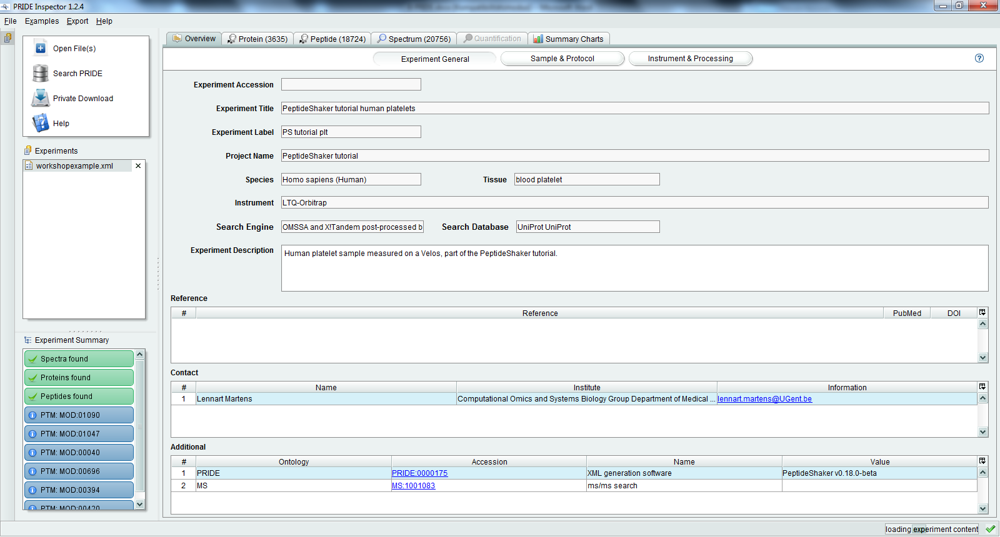 PRIDE Inspector 1.2.4
File Examples Export Help
Open File(s)
Search PRIDE
Private Download
Help
Experiments
workshopexample.xml
Experiment Summary
Spectra found
Proteins found
Peptides found
PTM: MOD:01090
PTM: MOD:01047
PTM: MOD:00040
PTM: MOD:00696
PTM: MOD:00394
PTM: MOD:00420
Overview Protein (3635) Peptide (18724) Spectrum (20756) Quantification Summary Charts
Experiment General Sample & Protocol Instrument & Processing
Experiment Accession
Experiment Title PeptideShaker tutorial human platelets
Experiment Label PS tutorial plt
Project Name PeptideShaker tutorial
Species Homo sapiens (Human) Tissue blood platelet
Instrument LTQ-Orbitrap
Search Engine OMSSA and X!Tandem post-processed b Search Database UniProt UniProt
Experiment Description Human platelet sample measured on a Velos, part of the PeptideShaker tutorial.
Reference
# Reference PubMed DOI
Contact
# Name Institute Information
1 Lennart Martens Computational Omics and Systems Biology Group Department of Medical ... lennart.martens@UGent.be
Additional
# Ontology Accession Name Value
1 PRIDE PRIDE:0000175 XML generation software PeptideShaker v0.18.0-beta
2 MS MS:1001083 ms/ms search
loading experiment content